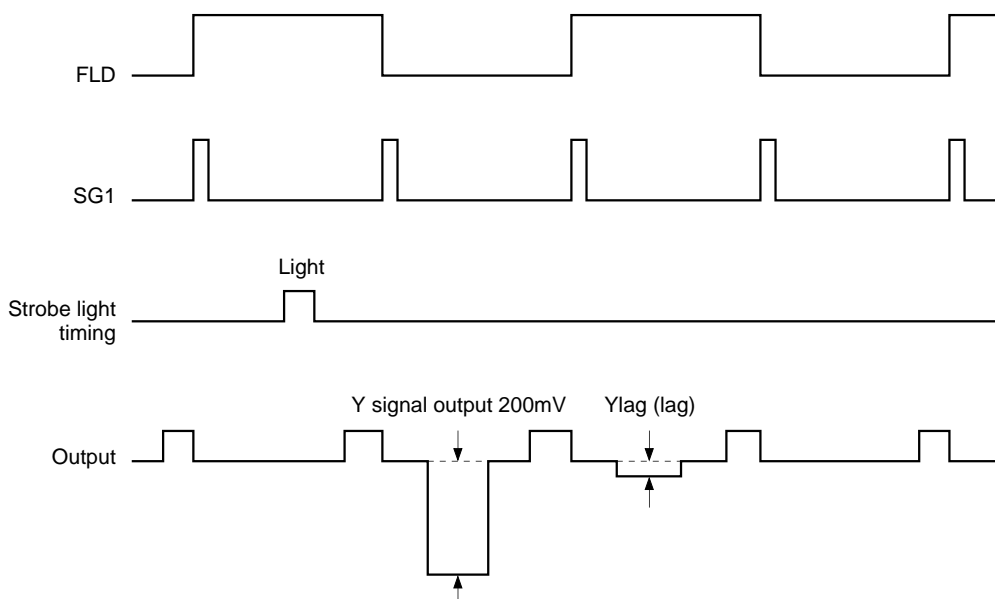 FLD
SG1
Light
Strobe light
timing
Y signal output 200mV
Ylag (lag)
Output